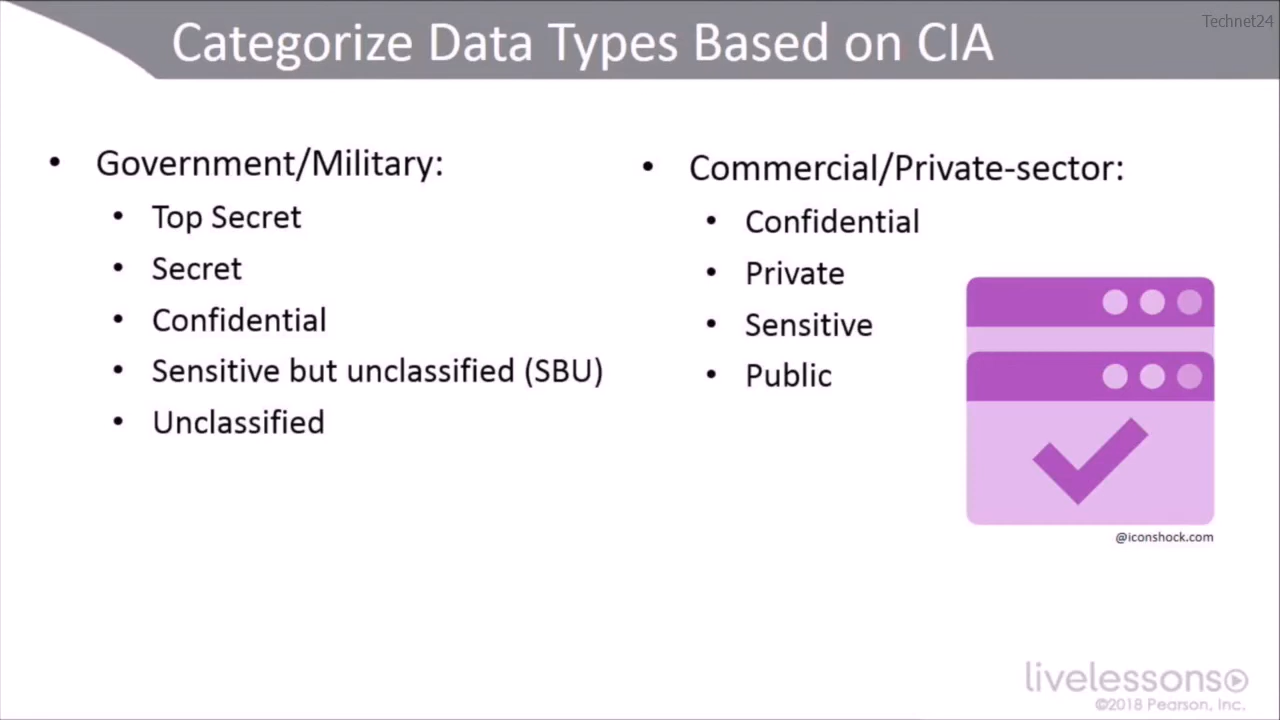 Technet24
Categorize Data Types Based on CIA
• Government/Military:
• Top Secret
• Secret
• Confidential
• Sensitive but unclassified (SBU)
• Unclassified
• Commercial/Private-sector:
• Confidential
• Private
• Sensitive
• Public
@iconshock.com
livelessons
©2018 Pearson, Inc.